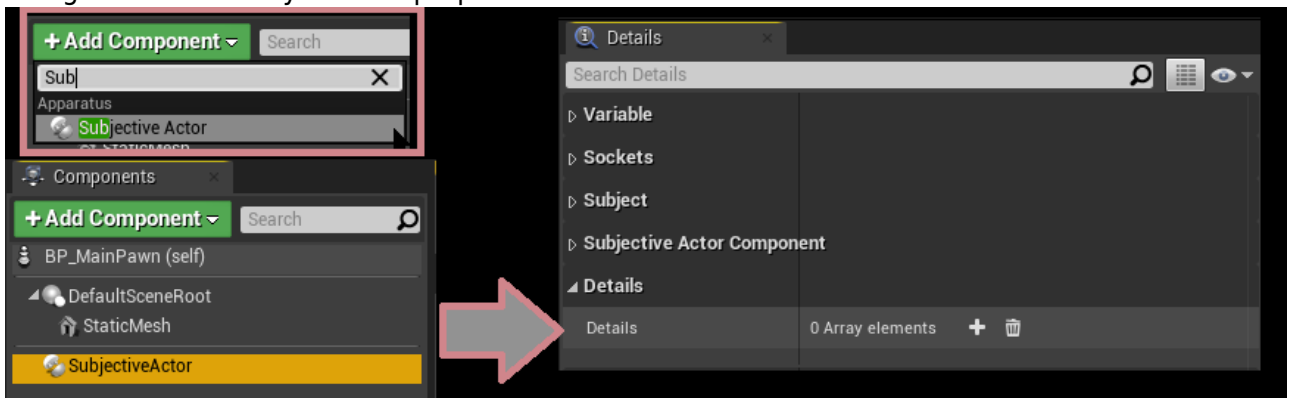 + Add Component
Search
Sub
Apparatus
Subjective Actor
StaticMesh
Components
+ Add Component
Search
BP_MainPawn (self)
DefaultSceneRoot
StaticMesh
SubjectiveActor
Details
Search Details
Variable
Sockets
Subject
Subjective Actor Component
Details
Details 0 Array elements